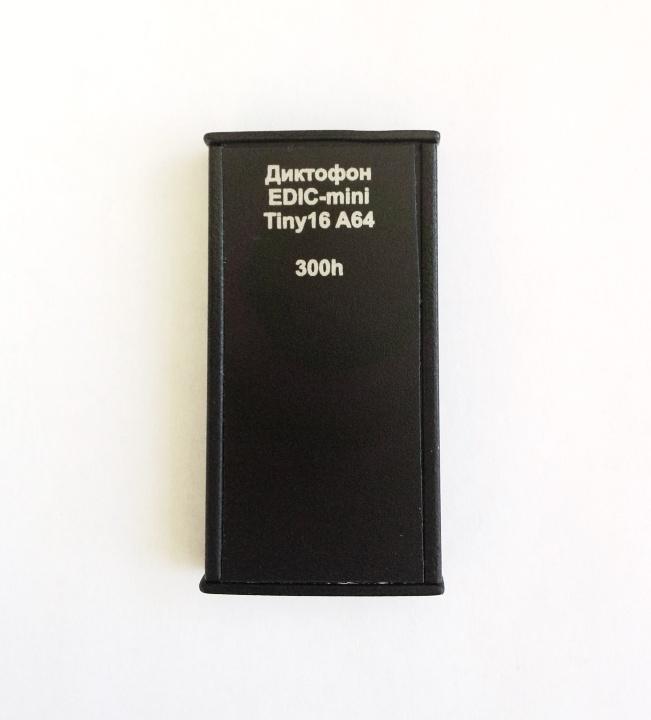 Диктофон
EDIC-mini
Tiny16 A64
300h